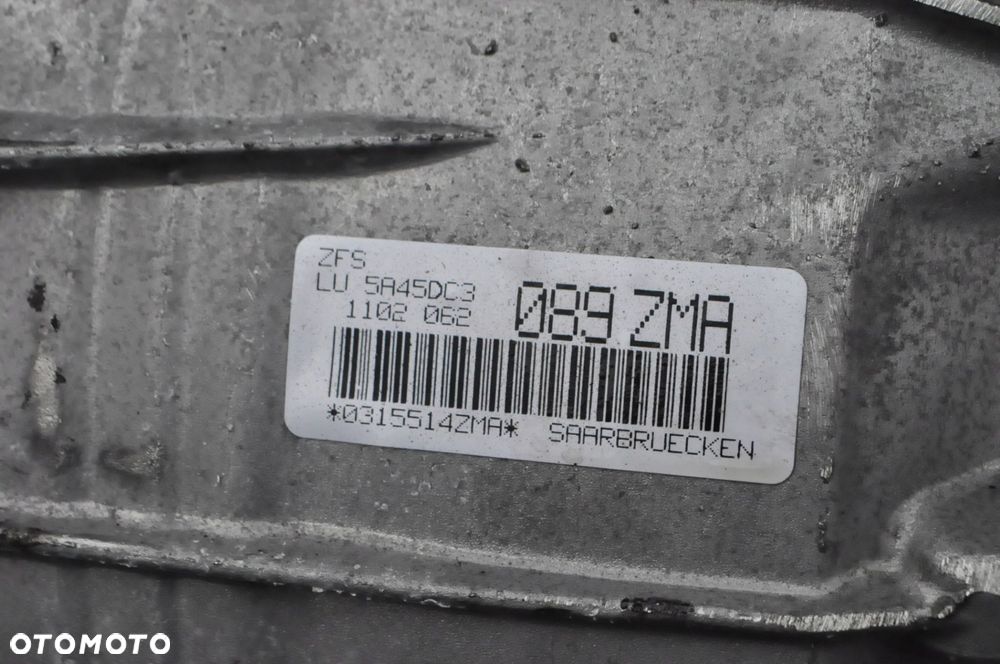 ZFS
LU 5A45DC3
1102 062
089 ZMA
*0315514ZMA* SAARBRUECKEN
OTOMOTO